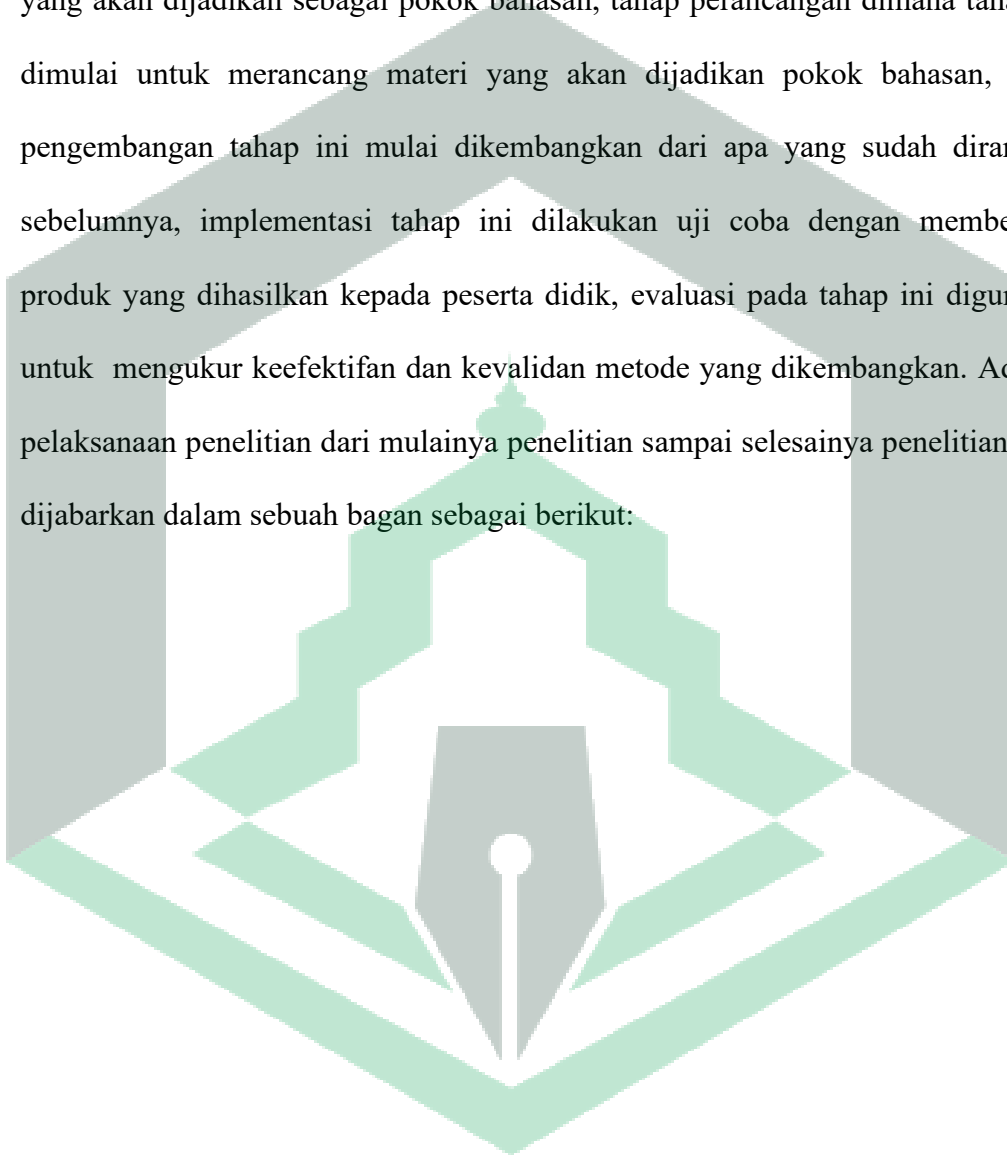 yang akan dijadikan sebagai pokok bahasan, tahap perancangan dimana
dimulai untuk merancang materi yang akan dijadikan pokok bahasan,
pengembangan tahap ini mulai dikembangkan dari apa yang sudah
sebelumnya, implementasi tahap ini dilakukan uji coba dengan
produk yang dihasilkan kepada peserta didik, evaluasi pada tahap ini
untuk mengukur keefektifan dan kevalidan metode yang dikembangkan.
pelaksanaan penelitian dari mulainya penelitian sampai selesainya penelitian
dijabarkan dalam sebuah bagan sebagai berikut: